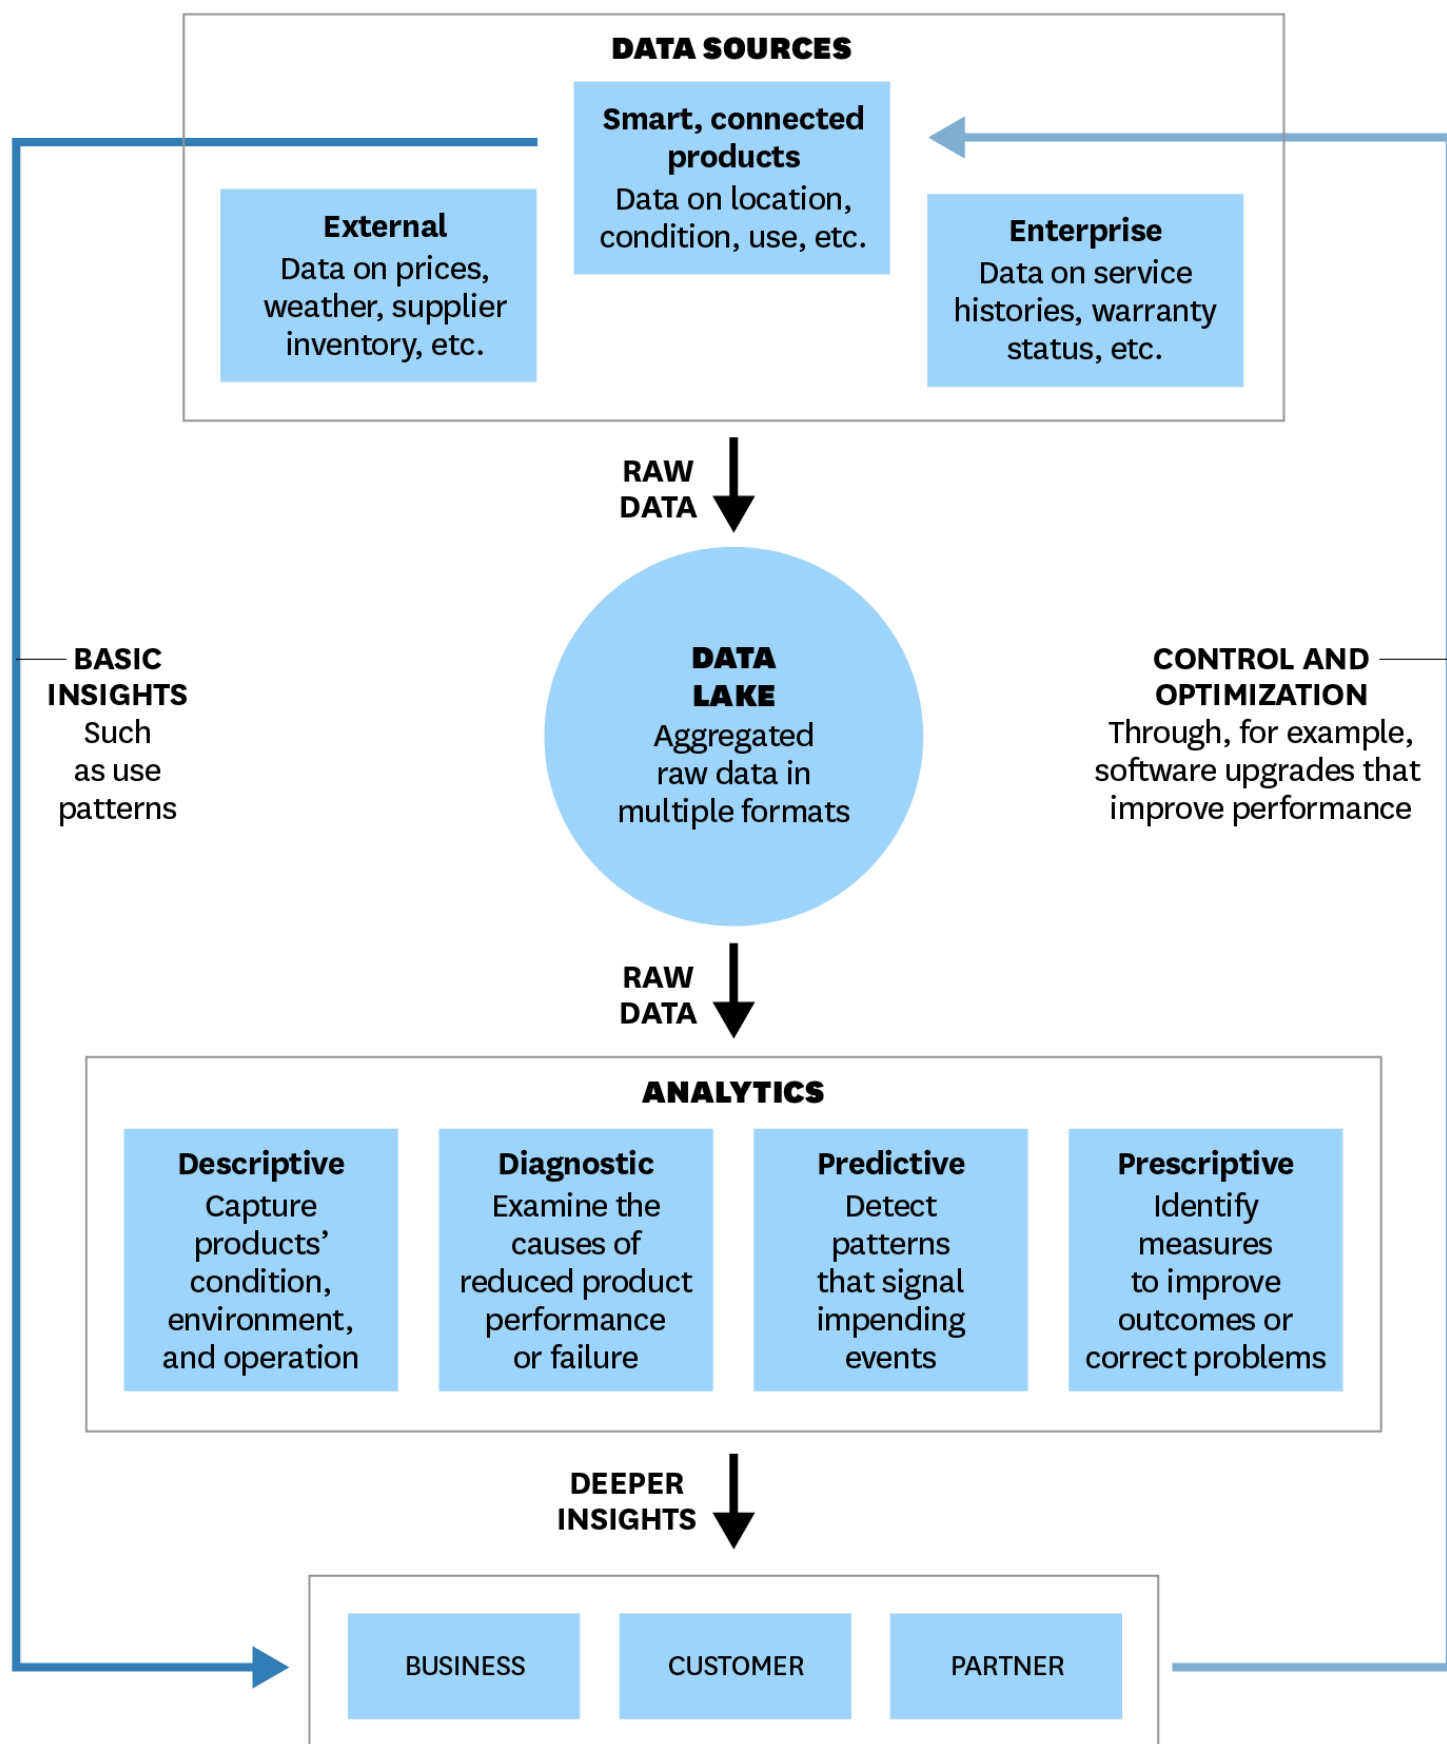 DATA SOURCES
Smart, connected
products
Data on location,
condition, use, etc.
External
Data on prices,
weather, supplier
inventory, etc.
Enterprise
Data on service
histories, warranty
status, etc.
RAW
DATA
BASIC
INSIGHTS
Such
as use
patterns
DATA
LAKE
Aggregated
raw data in
multiple formats
CONTROL AND
OPTIMIZATION
Through, for example,
software upgrades that
improve performance
RAW
DATA
ANALYTICS
Descriptive
Capture
products’
condition,
environment,
and operation
Diagnostic
Examine the
causes of
reduced product
performance
or failure
Predictive
Detect
patterns
that signal
impending
events
Prescriptive
Identify
measures
to improve
outcomes or
correct problems
DEEPER
INSIGHTS
BUSINESS
CUSTOMER
PARTNER